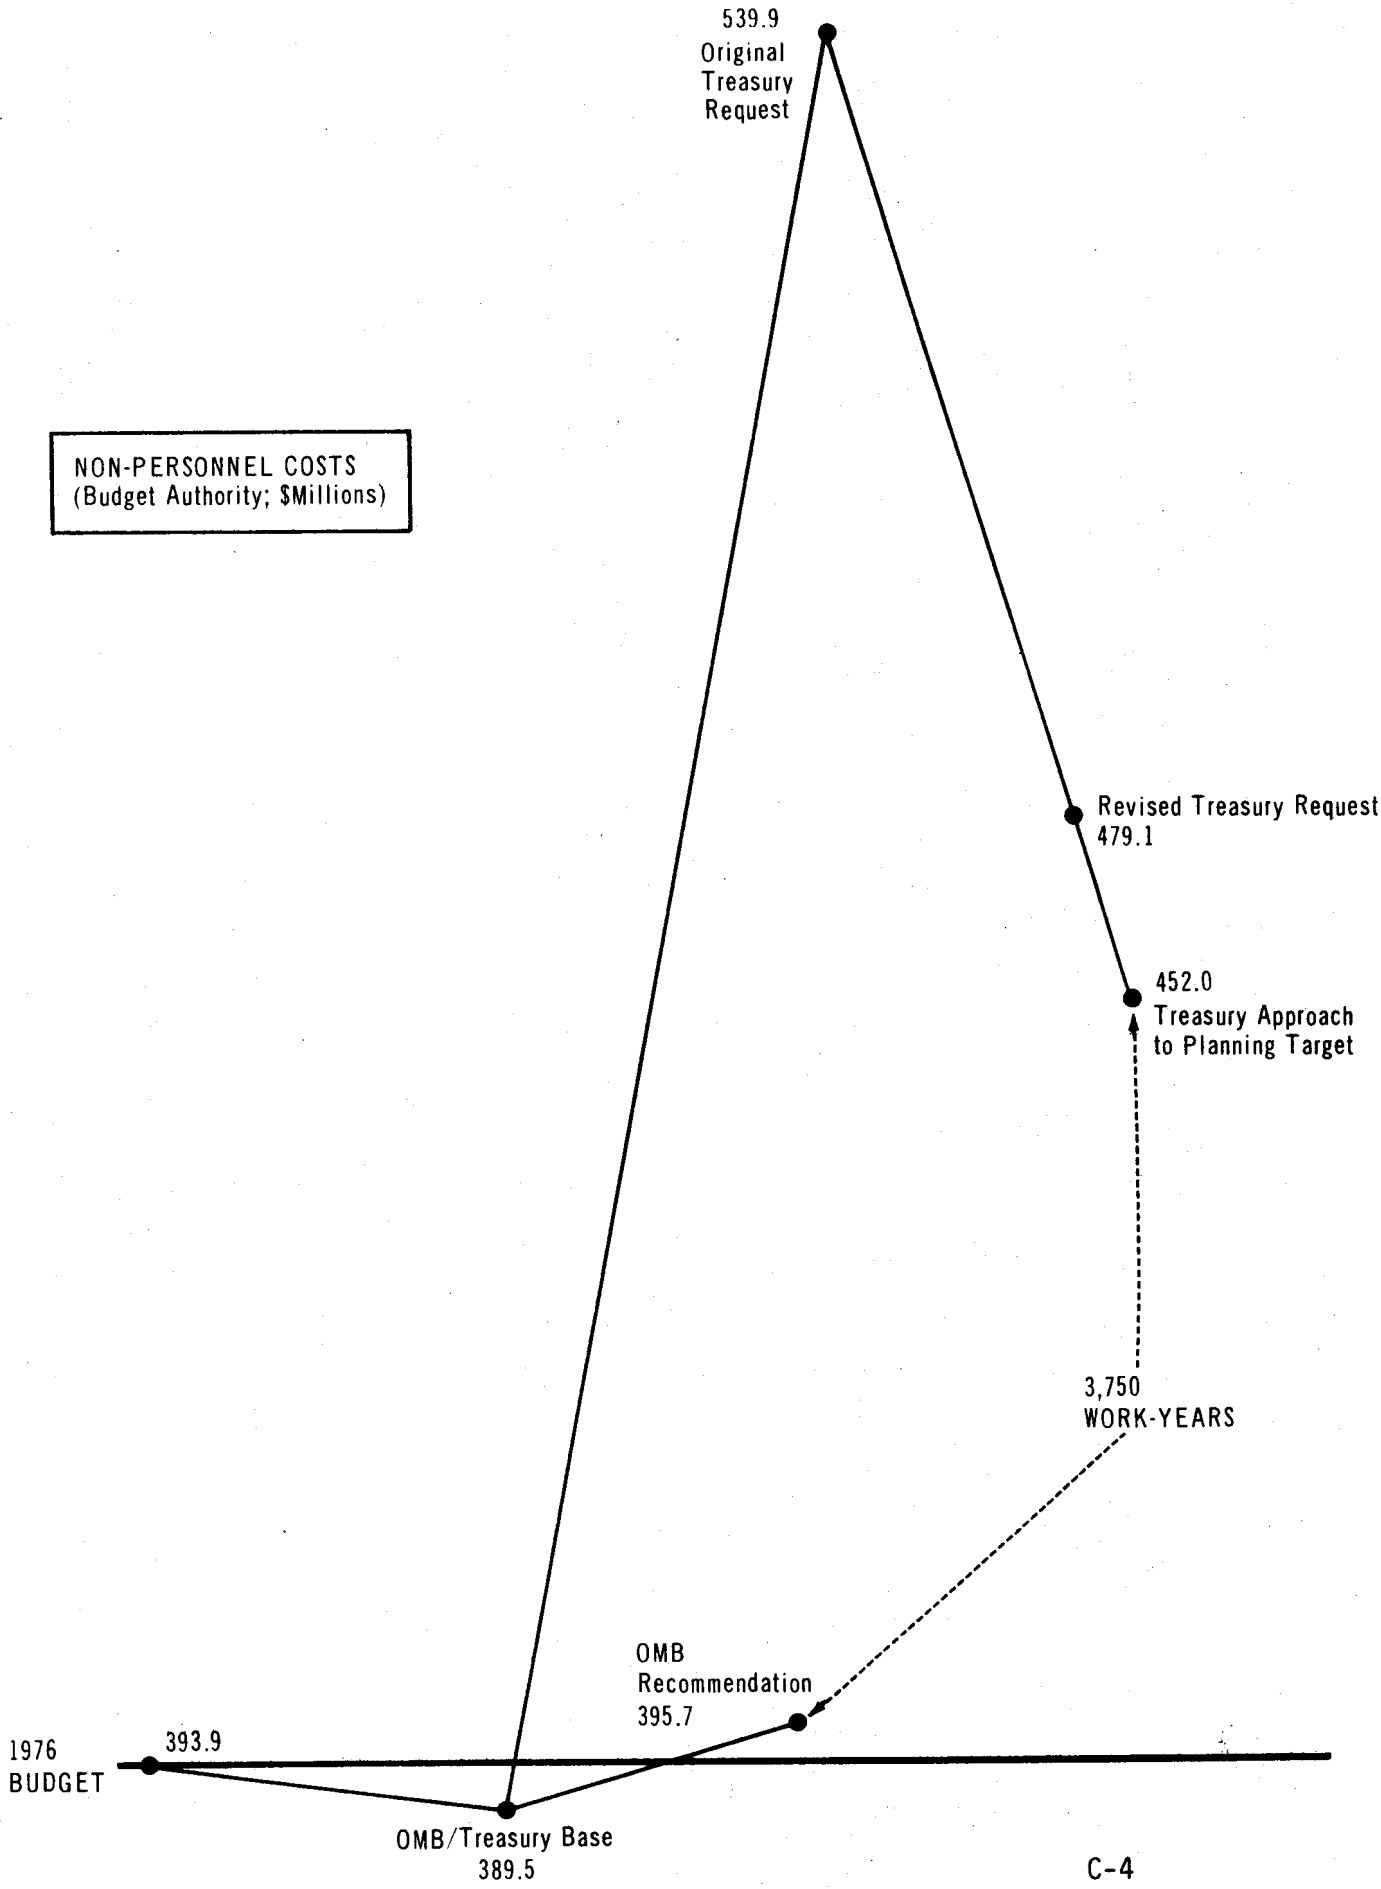 539.9
Original
Treasury
Request
NON-PERSONNEL COSTS
(Budget Authority; $Millions)
Revised Treasury Request
479.1
452.0
Treasury Approach
to Planning Target
3,750
WORK-YEARS
OMB
Recommendation
395.7
393.9
1976
BUDGET
OMB/Treasury Base
389.5
C-4